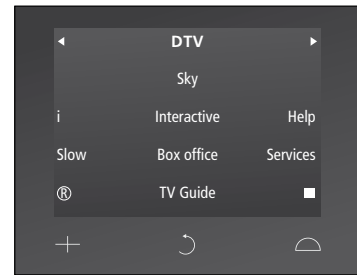 DTV
Sky
i Interactive Help
Slow Box office Services
® TV Guide